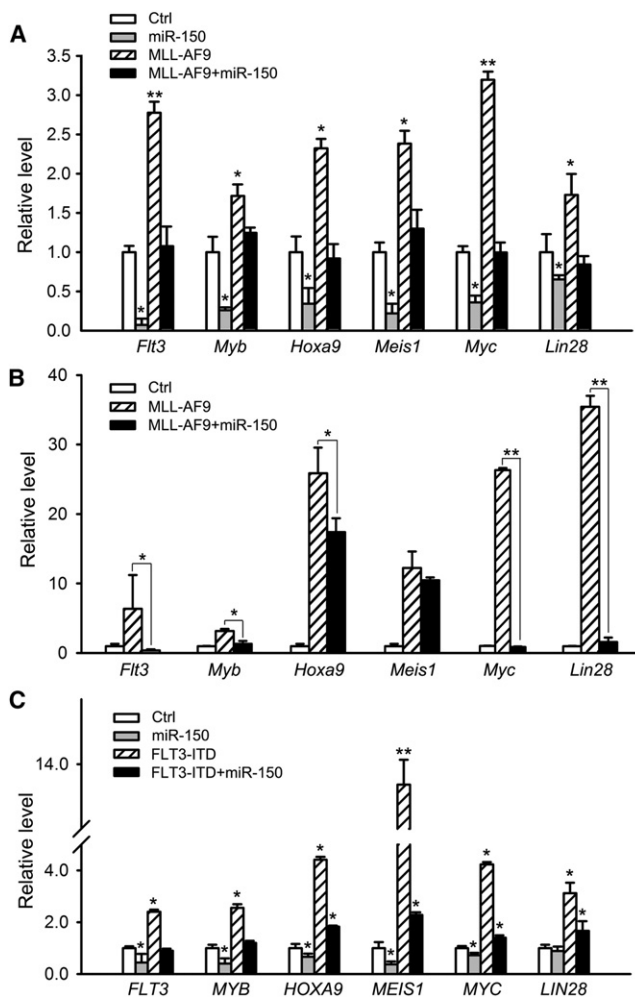 A
Ctrl
miR-150
MLL-AF9
MLL-AF9+miR-150
Relative level
3.5
3.0
2.5
2.0
1.5
1.0
0.5
0.0
** * * * ** *
* * * * * *
Flt3 Myb Hoxa9 Meis1 Myc Lin28
B
Ctrl
MLL-AF9
MLL-AF9+miR-150
Relative level
40
30
20
10
0
* * * ** **
Flt3 Myb Hoxa9 Meis1 Myc Lin28
C
Ctrl
miR-150
FLT3-ITD
FLT3-ITD+miR-150
Relative level
14.0
4.0
2.0
0.0
* * * ** * *
* * * * * * * * *
FLT3 MYB HOXA9 MEIS1 MYC LIN28